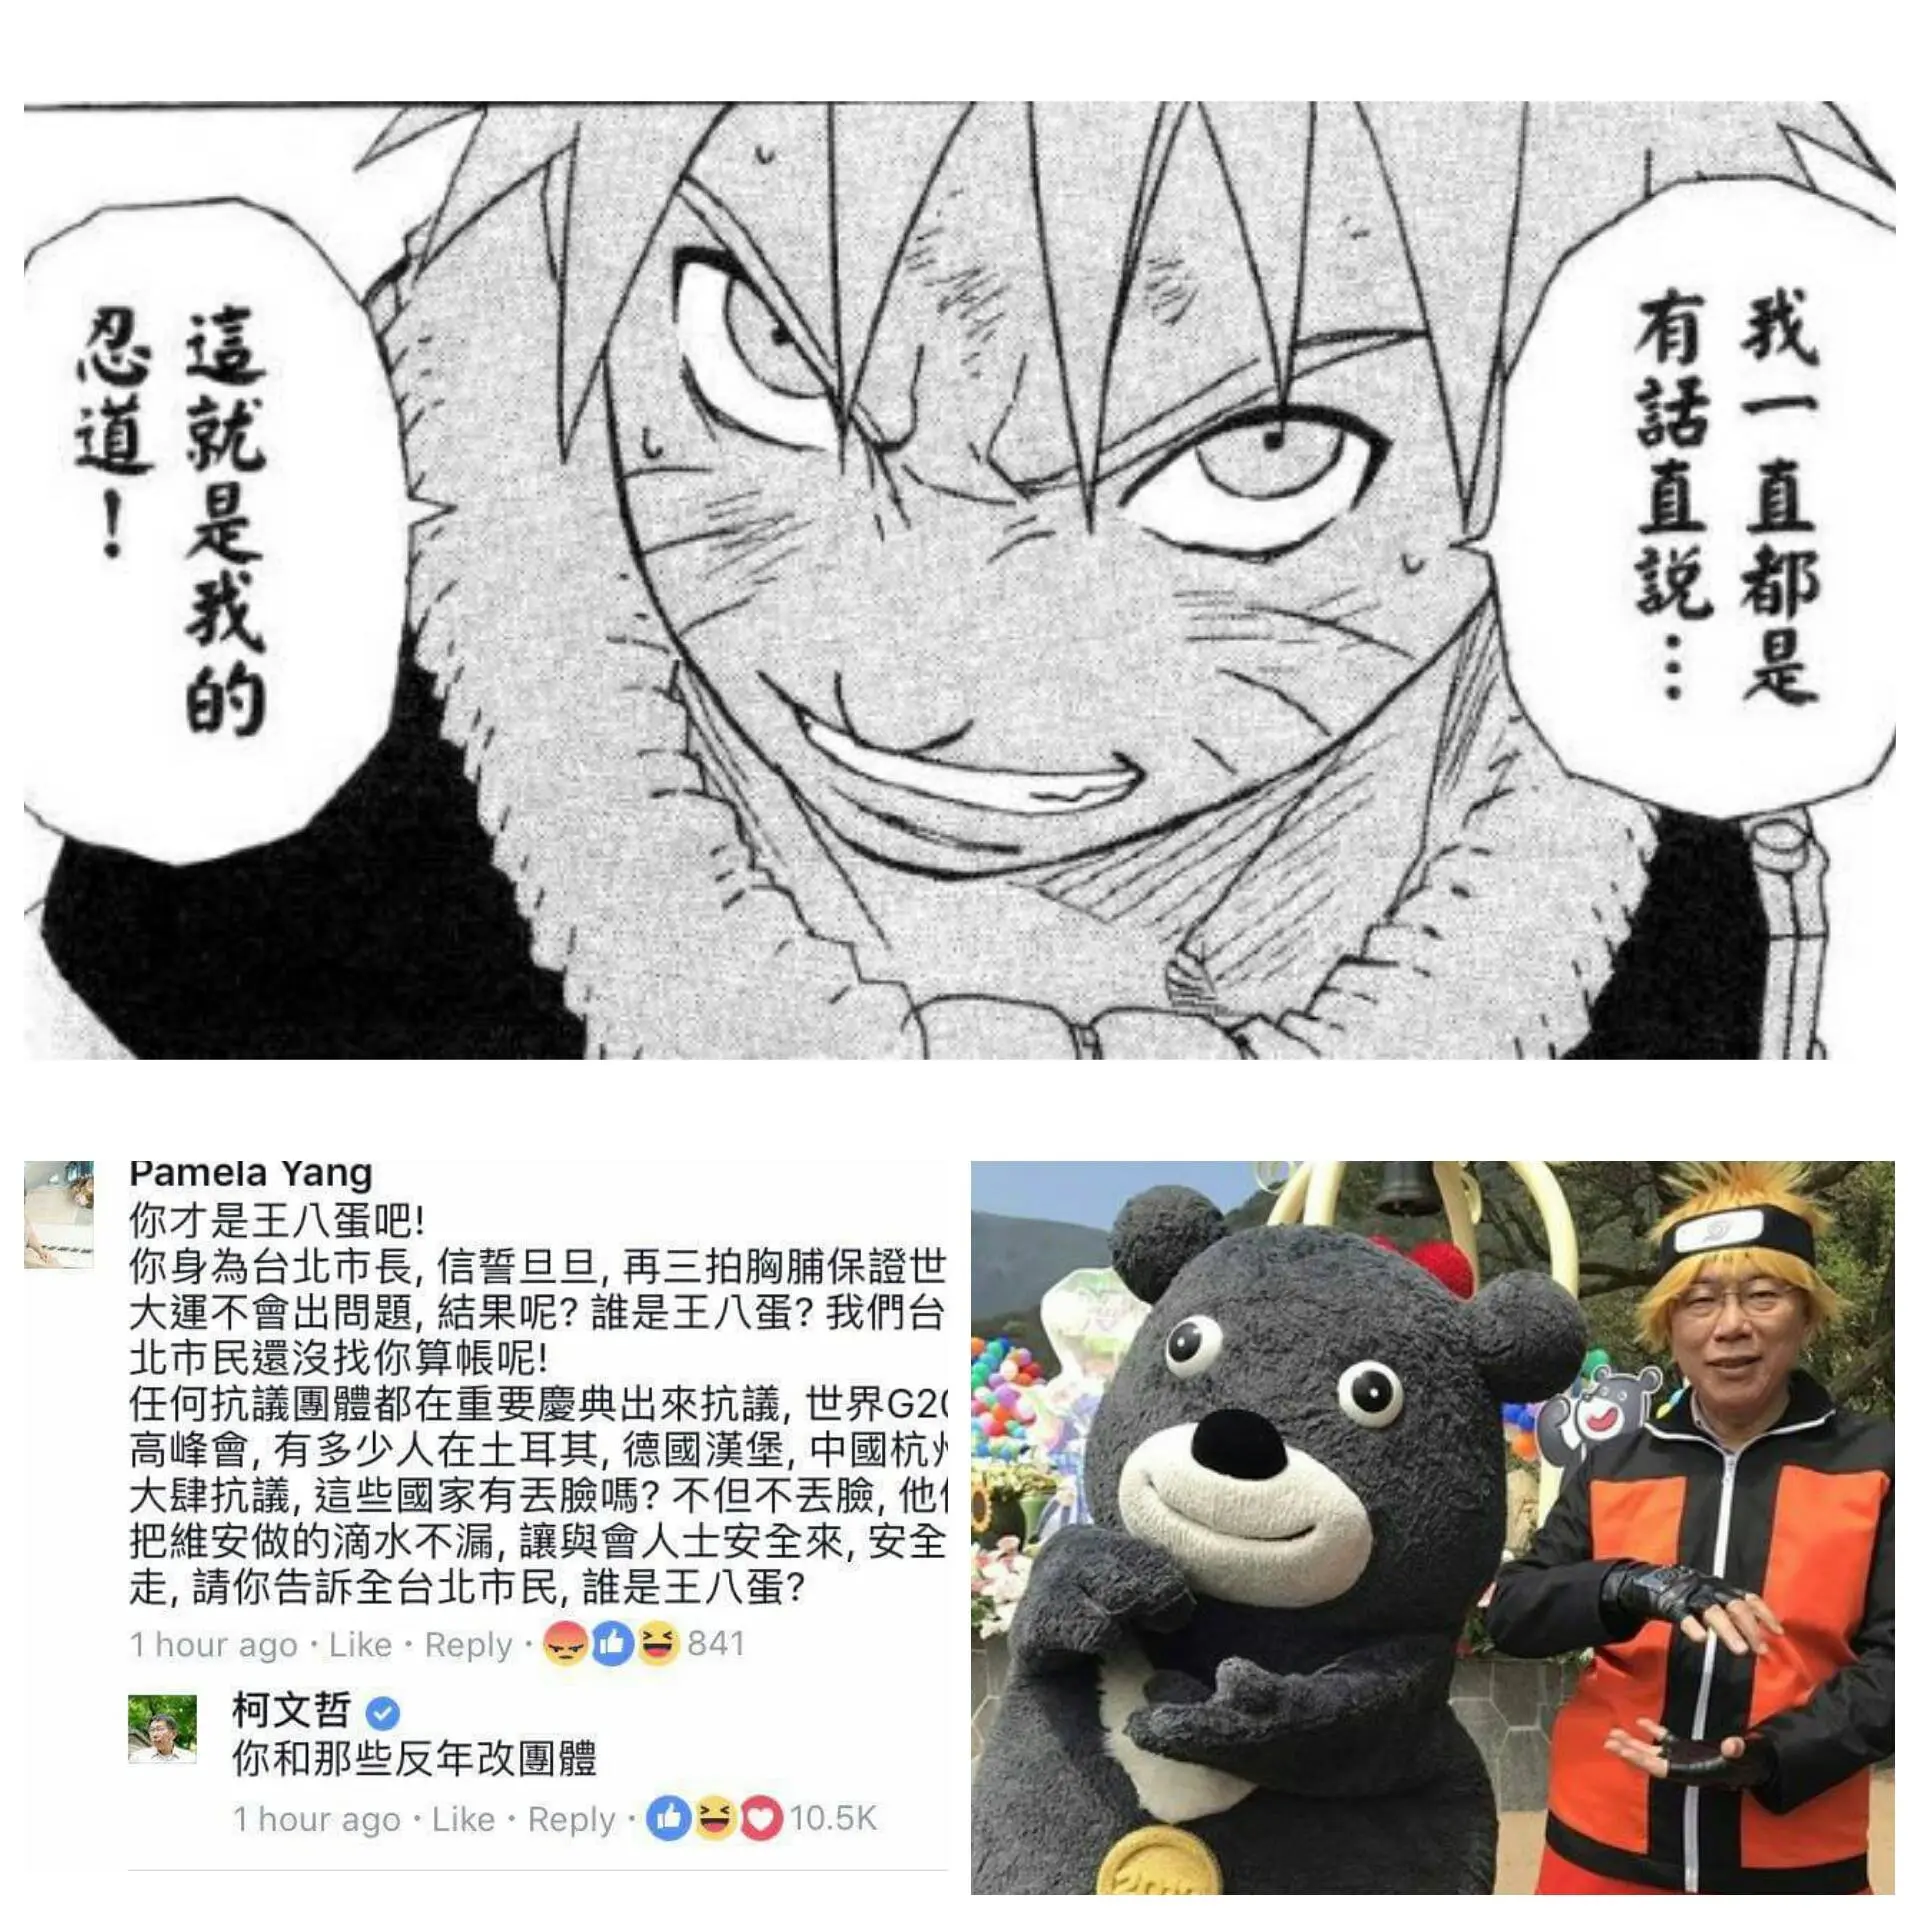 我一直都是
有話直說…
這就是我的
忍道！
Pamela Yang
你才是王八蛋吧!
你身為台北市長, 信誓旦旦, 再三拍胸脯保證世
大運不會出問題, 結果呢? 誰是王八蛋? 我們台
北市民還沒找你算帳呢!
任何抗議團體都在重要慶典出來抗議, 世界G20
高峰會, 有多少人在土耳其, 德國漢堡, 中國杭州
大肆抗議, 這些國家有丟臉嗎? 不但不丟臉, 他們
把維安做的滴水不漏, 讓與會人士安全來, 安全
走, 請你告訴全台北市民, 誰是王八蛋?
1 hour ago · Like · Reply · 841
柯文哲
你和那些反年改團體
1 hour ago · Like · Reply · 10.5K